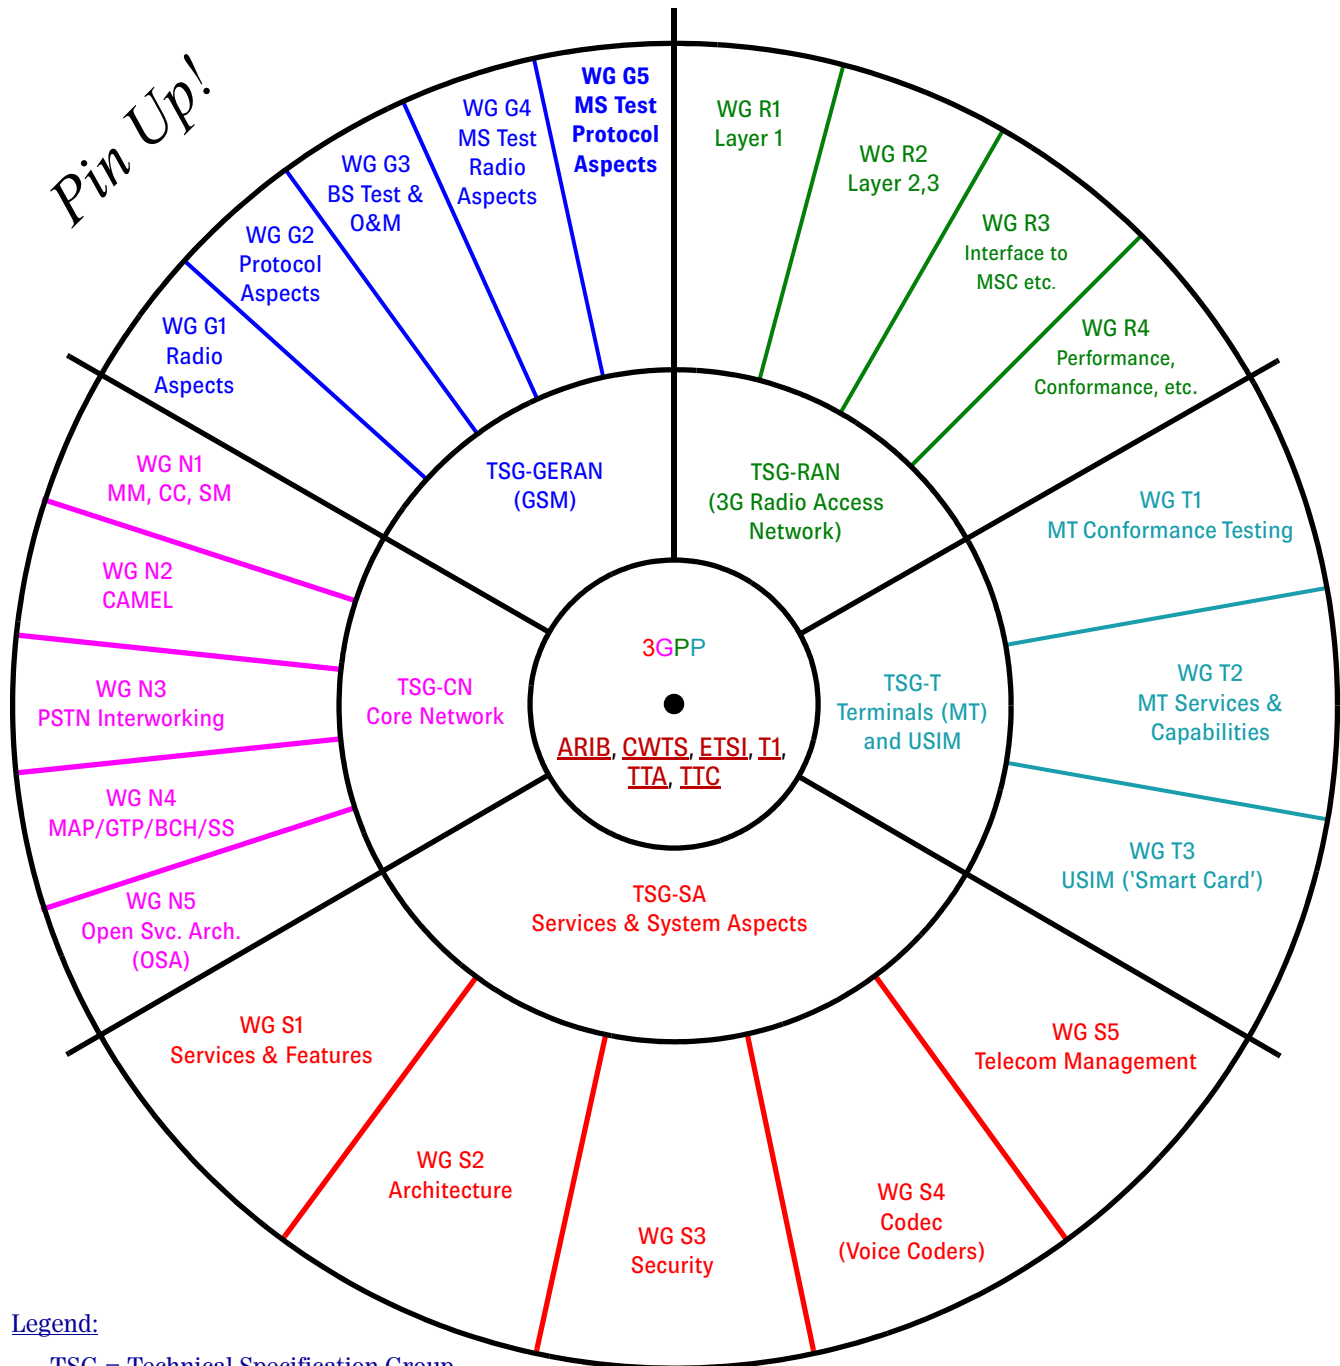 Pin Up!
WG G5
MS Test
Protocol
Aspects
WG G4
MS Test
Radio
Aspects
WG G3
BS Test &
O&M
WG G2
Protocol
Aspects
WG G1
Radio
Aspects
WG R1
Layer 1
WG R2
Layer 2,3
WG R3
Interface to
MSC etc.
WG R4
Performance,
Conformance, etc.
TSG-GERAN
(GSM)
TSG-RAN
(3G Radio Access
Network)
WG N1
MM, CC, SM
WG N2
CAMEL
WG N3
PSTN Interworking
WG N4
MAP/GTP/BCH/SS
WG N5
Open Svc. Arch.
(OSA)
TSG-CN
Core Network
3GPP
ARIB, CWTS, ETSI, T1,
TTA, TTC
TSG-T
Terminals (MT)
and USIM
WG T1
MT Conformance Testing
WG T2
MT Services &
Capabilities
WG T3
USIM (‘Smart Card’)
TSG-SA
Services & System Aspects
WG S1
Services & Features
WG S2
Architecture
WG S3
Security
WG S4
Codec
(Voice Coders)
WG S5
Telecom Management
Legend:
TSG = Technical Specification Group